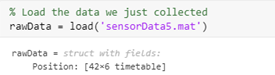 % Load the data we just collected
rawData = load('sensorData5.mat')
rawData = struct with fields:
Position: [42×6 timetable]